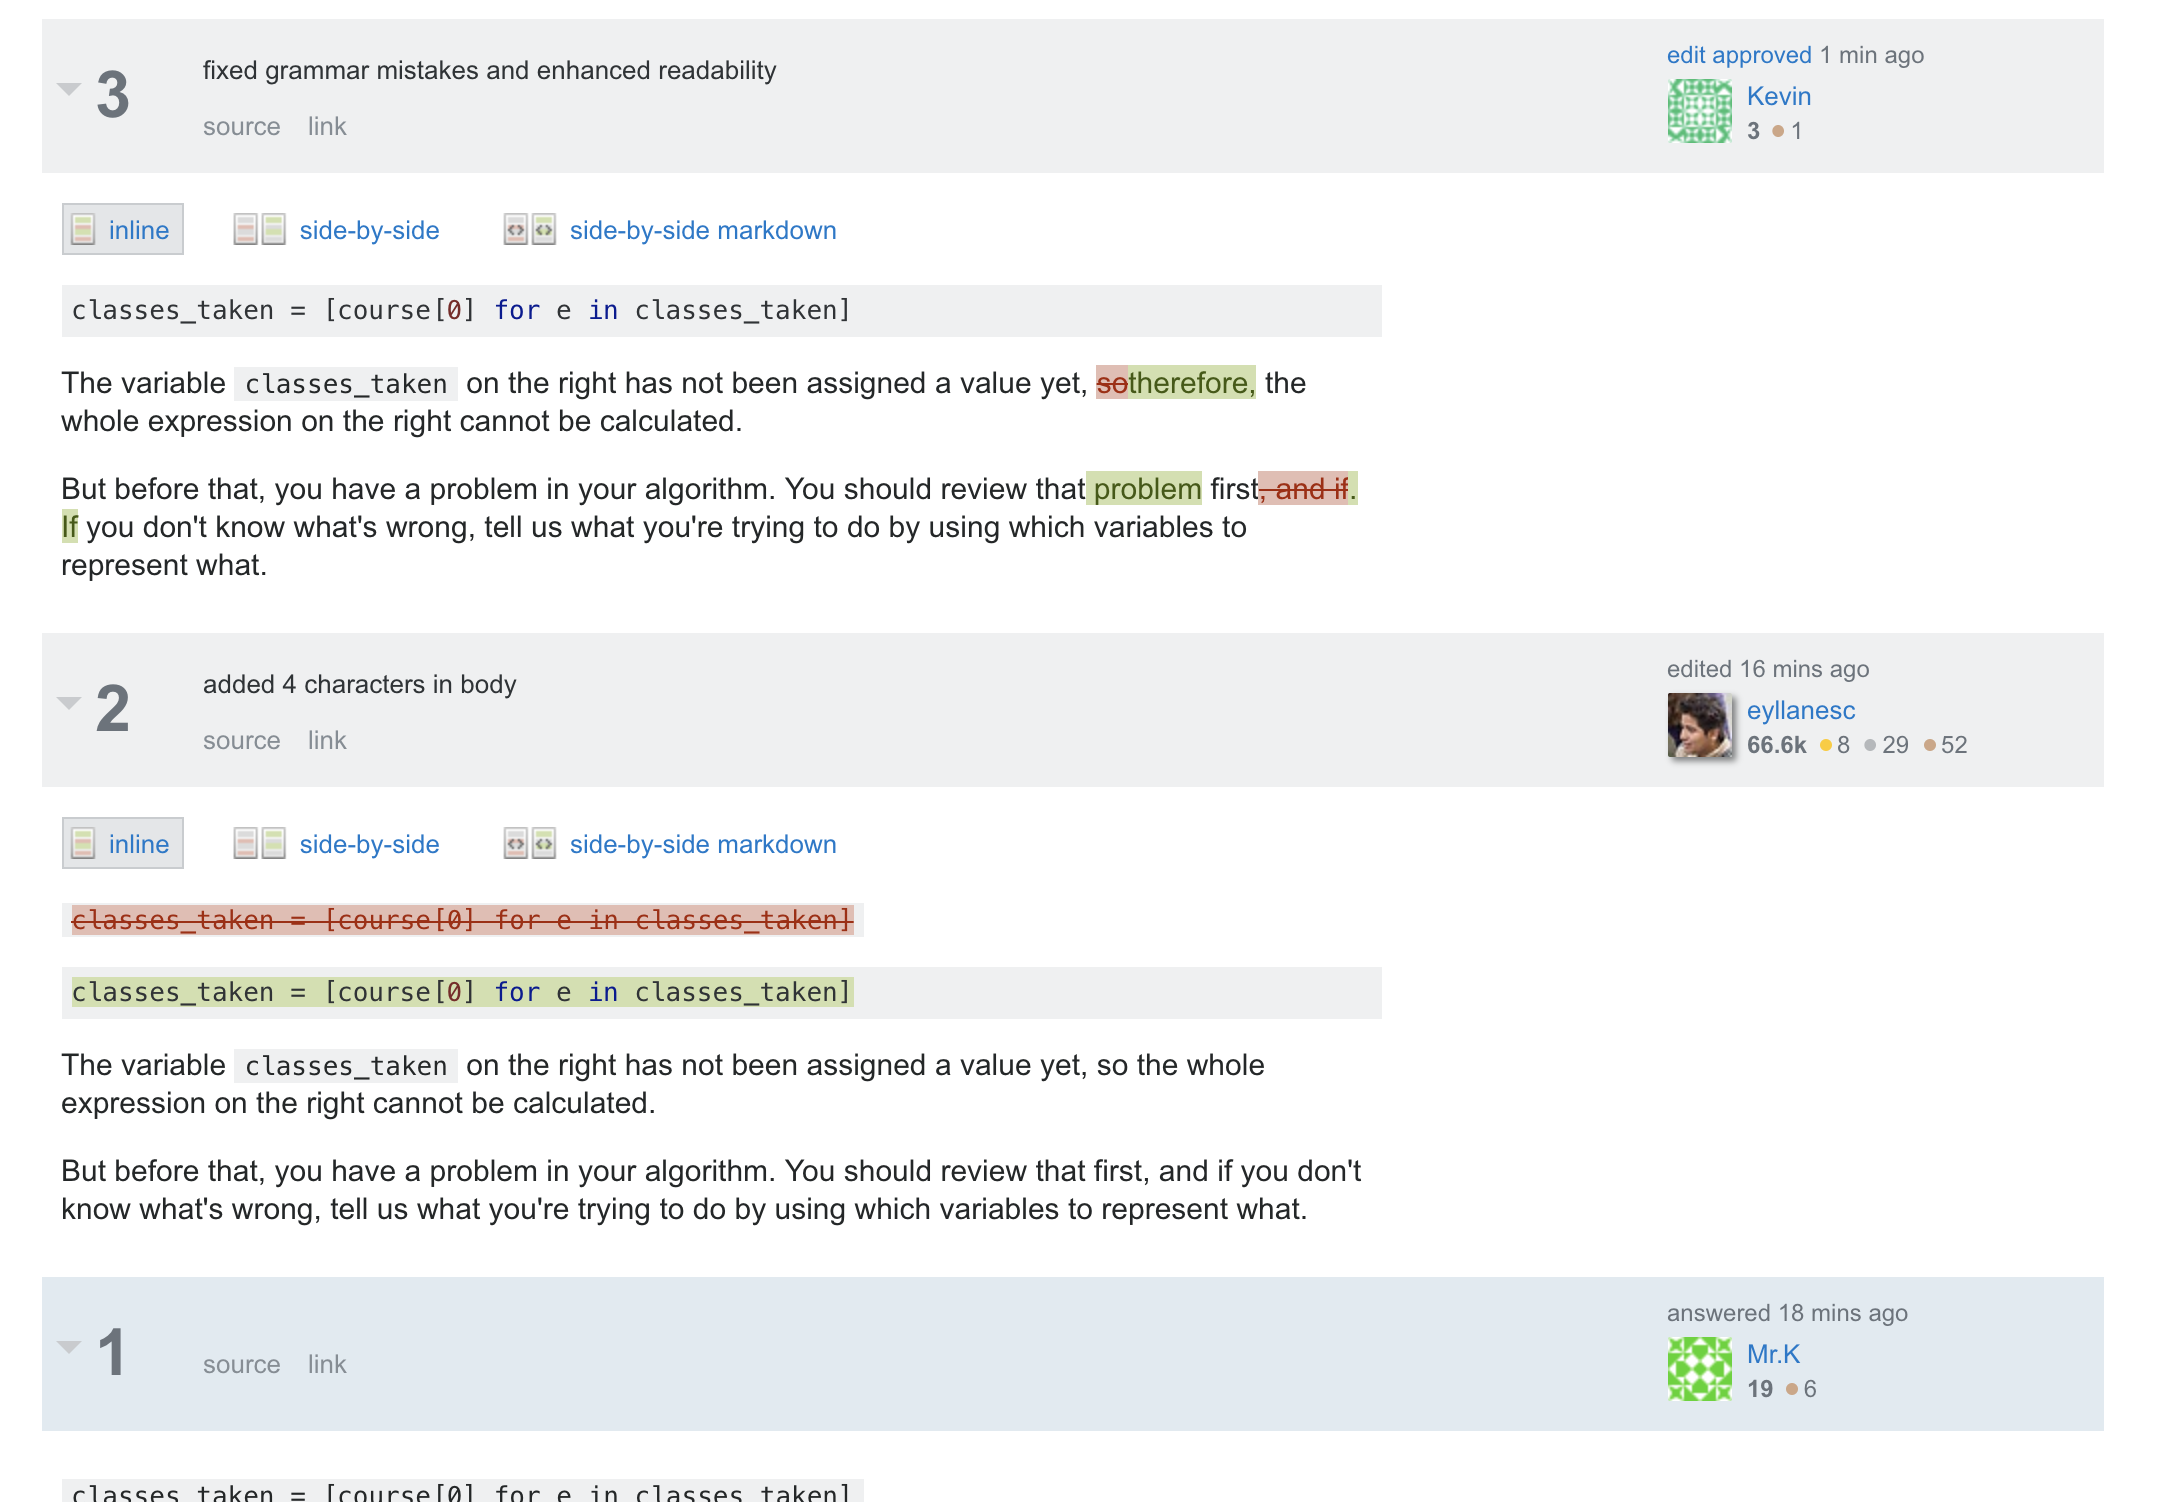 3
fixed grammar mistakes and enhanced readability
source link
edit approved 1 min ago
Kevin
3 1
inline side-by-side side-by-side markdown
classes_taken = [course[0] for e in classes_taken]
The variable classes_taken on the right has not been assigned a value yet, sotherefore, the
whole expression on the right cannot be calculated.
But before that, you have a problem in your algorithm. You should review that problem first, and if.
If you don't know what's wrong, tell us what you're trying to do by using which variables to
represent what.
2
added 4 characters in body
source link
edited 16 mins ago
eyllanesc
66.6k 8 29 52
inline side-by-side side-by-side markdown
classes_taken = [course[0] for e in classes_taken]
classes_taken = [course[0] for e in classes_taken]
The variable classes_taken on the right has not been assigned a value yet, so the whole
expression on the right cannot be calculated.
But before that, you have a problem in your algorithm. You should review that first, and if you don't
know what's wrong, tell us what you're trying to do by using which variables to represent what.
1
source link
answered 18 mins ago
Mr.K
19 6
classes_taken = [course[0] for e in classes_taken]